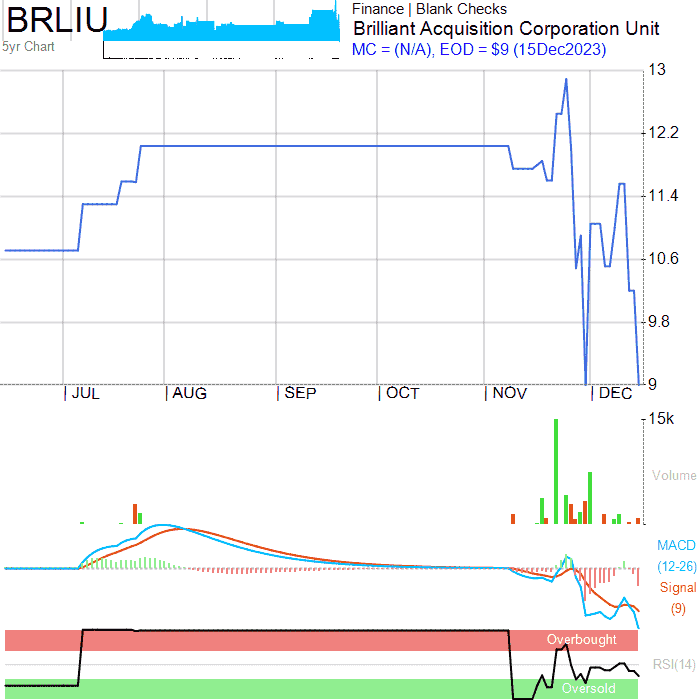 BRLIU
5yr Chart
Finance | Blank Checks
Brilliant Acquisition Corporation Unit
MC = (N/A), EOD = $9 (15Dec2023)
13
12.2
11.4
10.6
9.8
9
JUL AUG SEP OCT NOV DEC
15k
Volume
MACD
(12-26)
Signal
(9)
Overbought
RSI(14)
Oversold